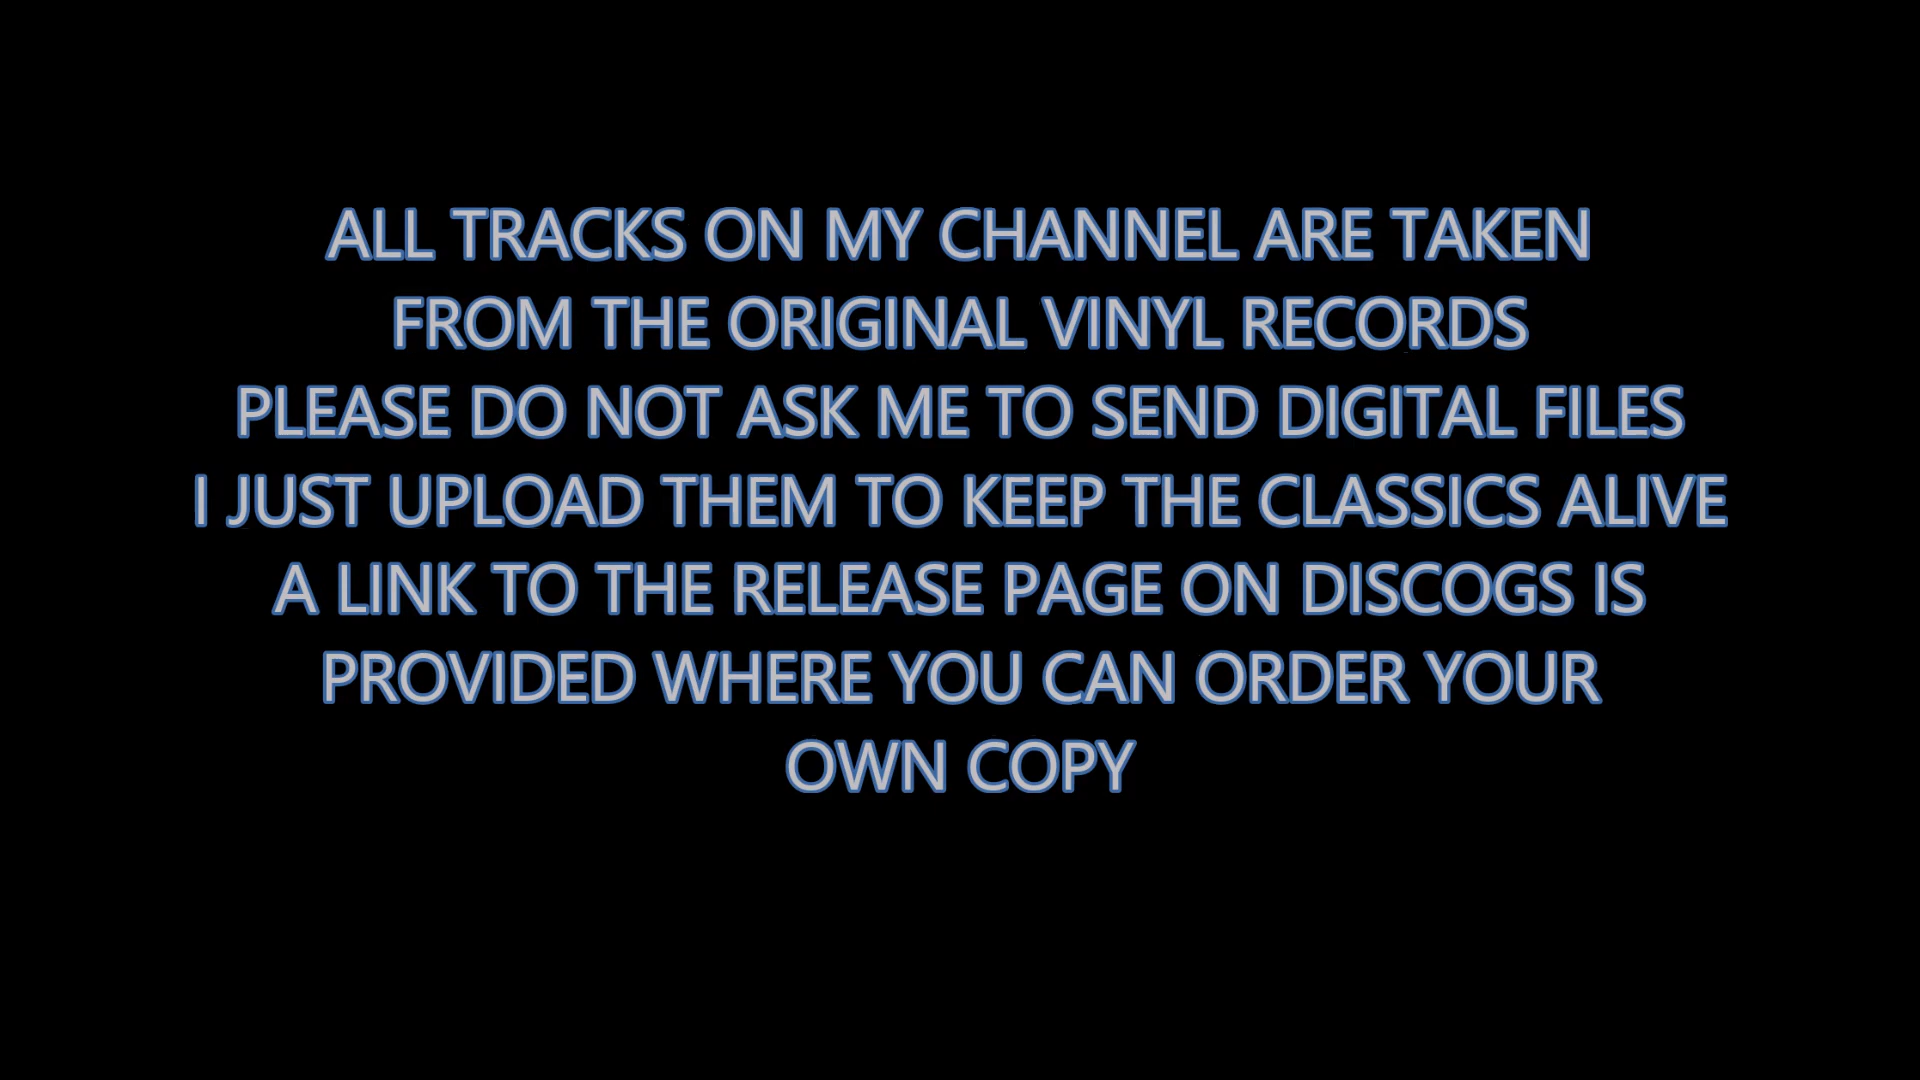 ALL TRACKS ON MY CHANNEL ARE TAKEN
FROM THE ORIGINAL VINYL RECORDS
PLEASE DO NOT ASK ME TO SEND DIGITAL FILES
I JUST UPLOAD THEM TO KEEP THE CLASSICS ALIVE
A LINK TO THE RELEASE PAGE ON DISCOGS IS
PROVIDED WHERE YOU CAN ORDER YOUR
OWN COPY